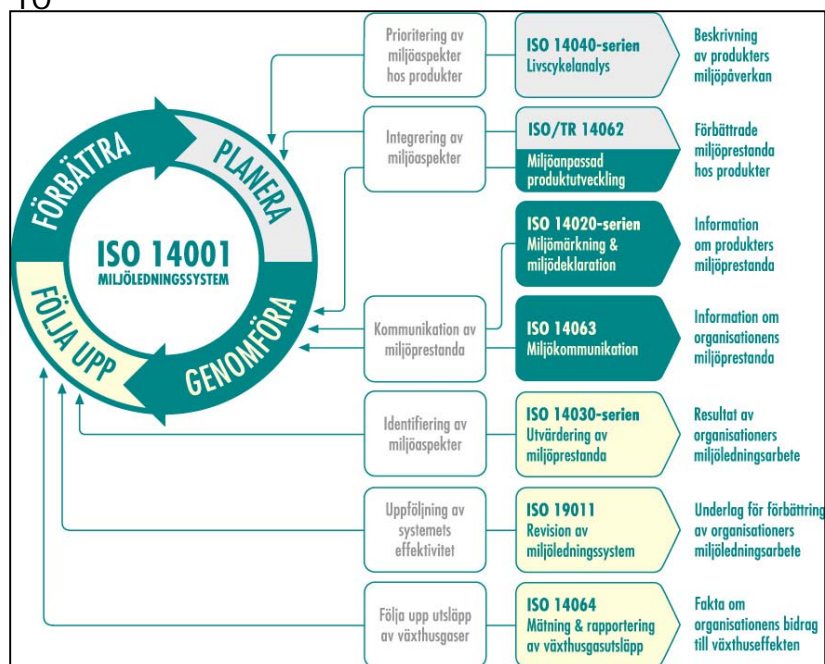 10
FÖRBÄTTRA
PLANERA
GENOMFÖRA
FÖLJA UPP
ISO 14001
MILJÖLEDNINGSSYSTEM
Prioritering av
miljöaspekter
hos produkter
ISO 14040-serien
Livscykelanalys
Beskrivning
av produkters
miljöpåverkan
Integrering av
miljöaspekter
ISO/TR 14062
Miljöanpassad
produktutveckling
Förbättrade
miljöprestanda
hos produkter
ISO 14020-serien
Miljömärkning &
miljödeklaration
Information
om produkters
miljöprestanda
Kommunikation av
miljöprestanda
ISO 14063
Miljökommunikation
Information om
organisationens
miljöprestanda
Identifiering av
miljöaspekter
ISO 14030-serien
Utvärdering av
miljöprestanda
Resultat av
organisationers
miljöledningsarbete
Uppföljning av
systemets
effektivitet
ISO 19011
Revision av
miljöledningssystem
Underlag för förbättring
av organisationers
miljöledningsarbete
Följa upp utsläpp
av växthusgaser
ISO 14064
Mätning & rapportering
av växthusgasutsläpp
Fakta om
organisationens bidrag
till växthuseffekten